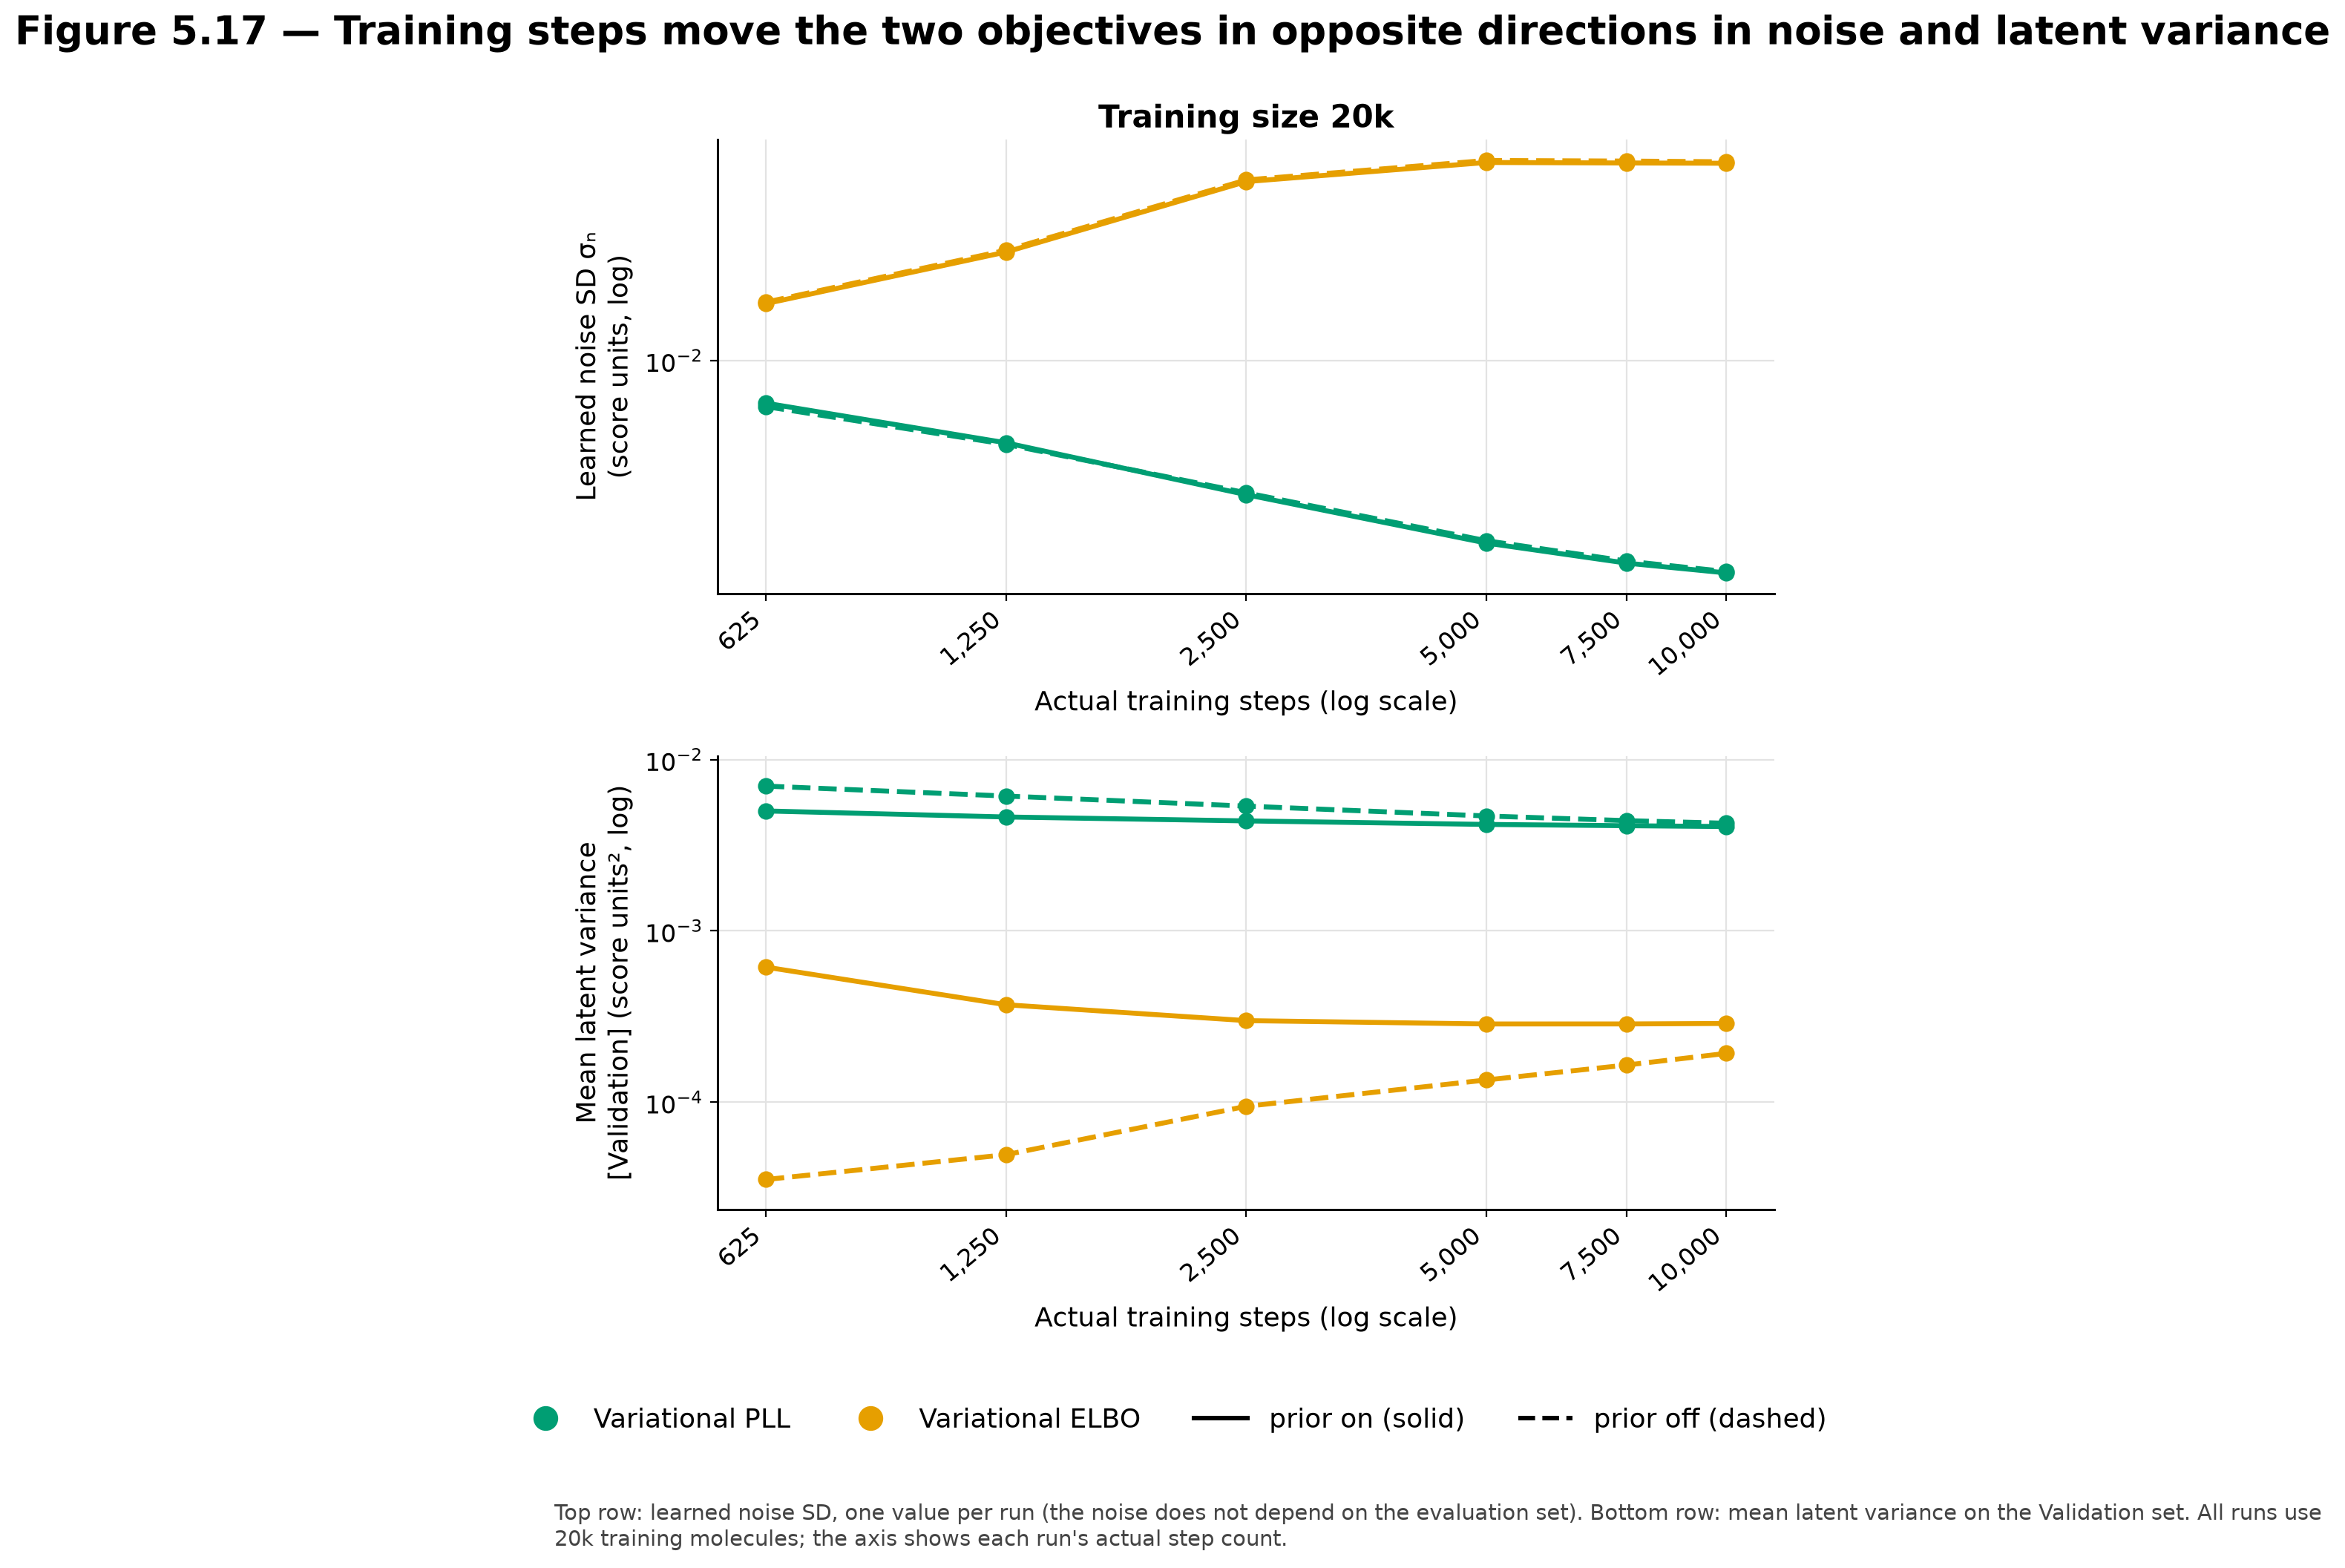 Figure 5.17 — Training steps move the two objectives in opposite directions in noise and latent variance
Training size 20k
Learned noise SD σₙ
(score units, log)
10⁻²
625
1,250
2,500
5,000
7,500
10,000
Actual training steps (log scale)
Mean latent variance
[Validation] (score units², log)
10⁻²
10⁻³
10⁻⁴
625
1,250
2,500
5,000
7,500
10,000
Actual training steps (log scale)
Variational PLL
Variational ELBO
prior on (solid)
prior off (dashed)
Top row: learned noise SD, one value per run (the noise does not depend on the evaluation set). Bottom row: mean latent variance on the Validation set. All runs use
20k training molecules; the axis shows each run's actual step count.